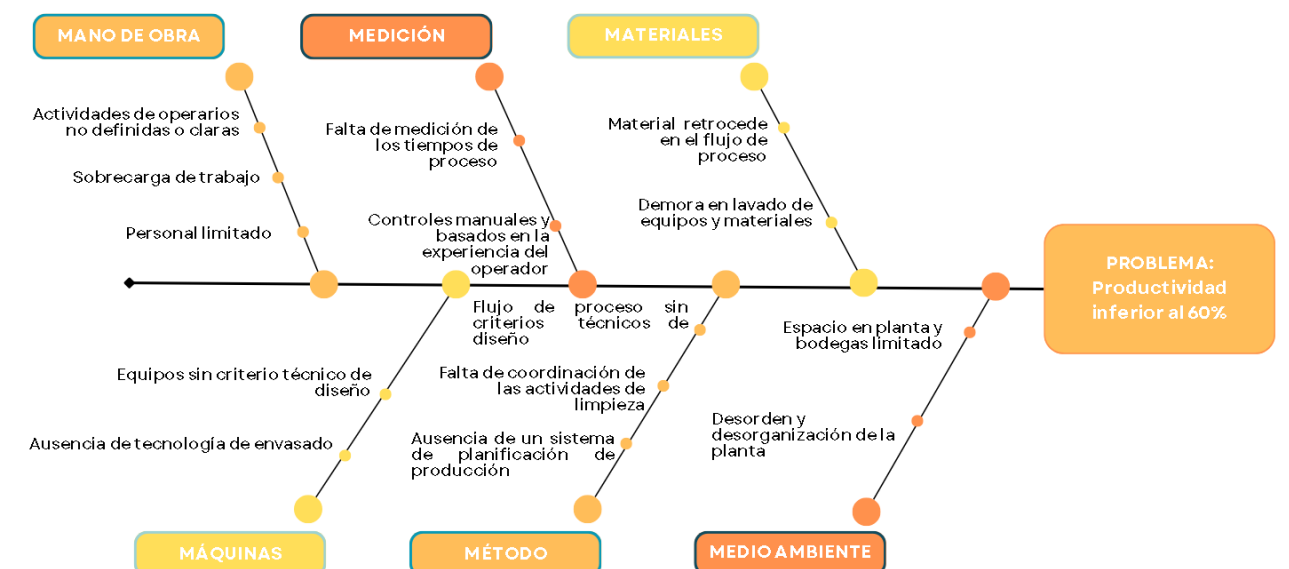 MANO DE OBRA
MEDICIÓN
MATERIALES
Actividades de operarios
no definidas o claras
Sobrecarga de trabajo
Personal limitado
Falta de medición de
los tiempos de
proceso
Controles manuales y
basados en la
experiencia del
operador
Material retrocede
en el flujo de
proceso
Demora en lavado de
equipos y materiales
PROBLEMA:
Productividad
inferior al 60%
Equipos sin criterio técnico de
diseño
Ausencia de tecnología de envasado
Flujo de proceso sin
criterios técnicos de
diseño
Falta de coordinación de
las actividades de
limpieza
Ausencia de un sistema
de planificación de
producción
Espacio en planta y
bodegas limitado
Desorden y
desorganización de la
planta
MÁQUINAS
MÉTODO
MEDIO AMBIENTE